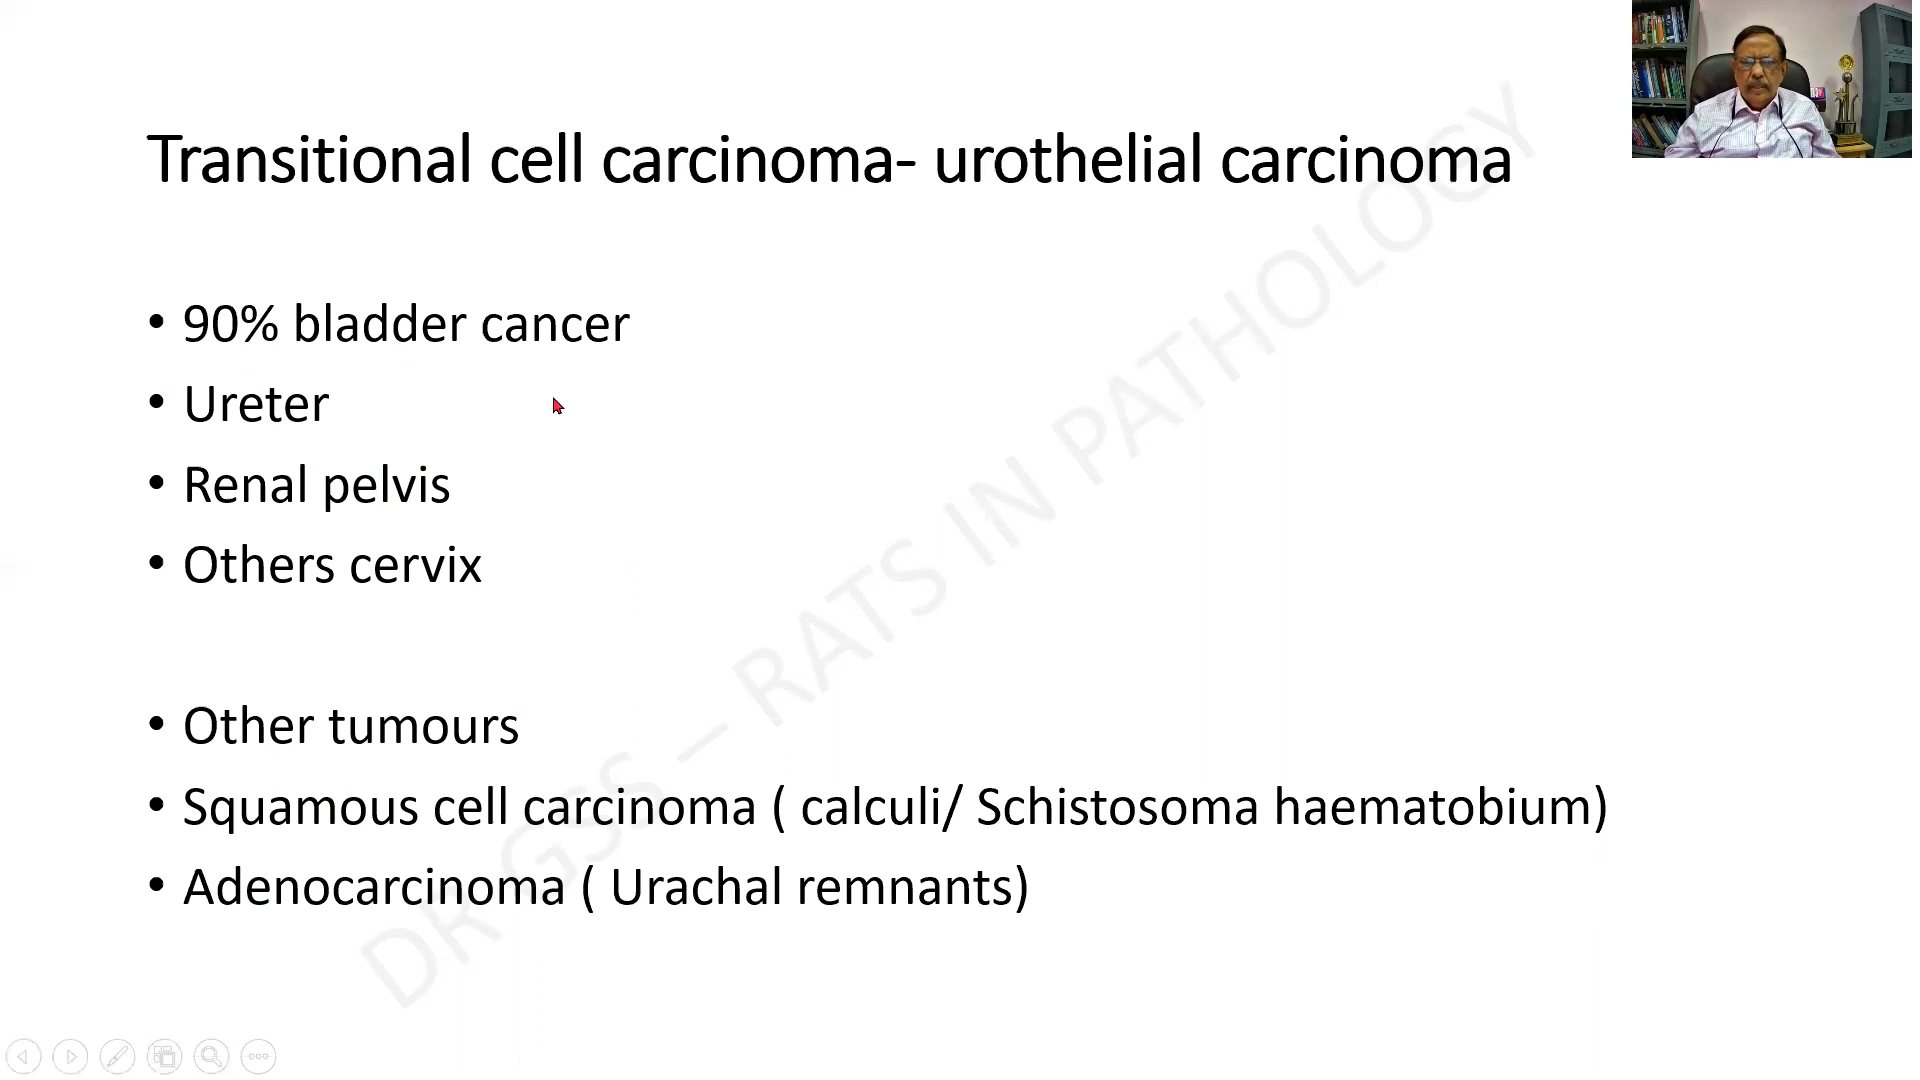 Transitional cell carcinoma- urothelial carcinoma
• 90% bladder cancer
• Ureter
• Renal pelvis
• Others cervix
• Other tumours
• Squamous cell carcinoma ( calculi/ Schistosoma haematobium)
• Adenocarcinoma ( Urachal remnants)
DR GSS – RATS IN PATHOLOGY